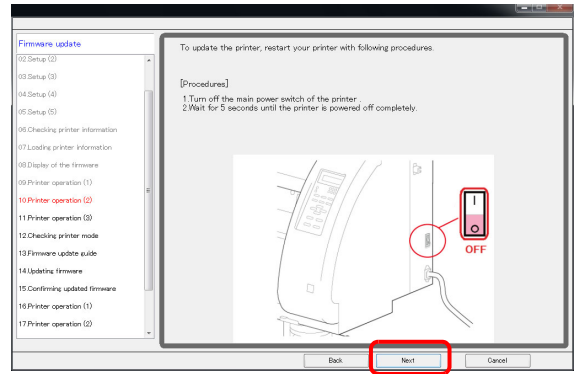 Firmware update
02.Setup (2)
03.Setup (3)
04.Setup (4)
05.Setup (5)
06.Checking printer information
07.Loading printer information
08.Display of the firmware
09.Printer operation (1)
10.Printer operation (2)
11.Printer operation (3)
12.Checking printer mode
13.Firmware update guide
14.Updating firmware
15.Confirming updated firmware
16.Printer operation (1)
17.Printer operation (2)
To update the printer, restart your printer with following procedures.
[Procedures]
1.Turn off the main power switch of the printer .
2.Wait for 5 seconds until the printer is powered off completely.
OFF
Back
Next
Cancel